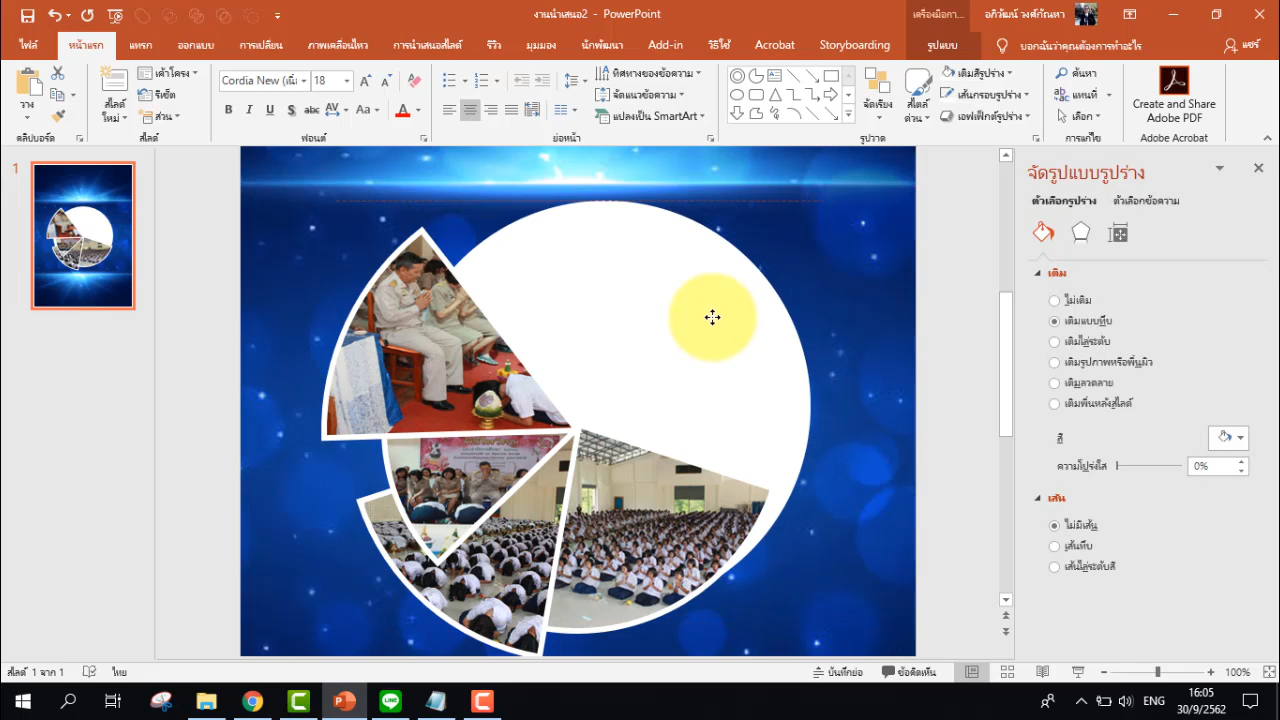 งานนำเสนอ2 - PowerPoint
เครื่องมือกา...
อภิวัฒน์ วงศ์กัณหา
ไฟล์
หน้าแรก
แทรก
ออกแบบ
การเปลี่ยน
ภาพเคลื่อนไหว
การนำเสนอสไลด์
รีวิว
มุมมอง
นักพัฒนา
Add-in
วิธีใช้
Acrobat
Storyboarding
รูปแบบ
บอกฉันว่าคุณต้องการทำอะไร
แชร์
วาง
คลิปบอร์ด
สไลด์
ใหม่
เค้าโครง
รีเซ็ต
ส่วน
สไลด์
Cordia New (เนื้
18
B I U S abc AV Aa A
ฟอนต์
ทิศทางของข้อความ
จัดแนวข้อความ
แปลงเป็น SmartArt
ย่อหน้า
จัดเรียง
สไตล์
ด่วน
เติมสีรูปร่าง
เส้นกรอบรูปร่าง
เอฟเฟ็กต์รูปร่าง
รูปวาด
ค้นหา
แทนที่
เลือก
การแก้ไข
Create and Share
Adobe PDF
Adobe Acrobat
1
จัดรูปแบบรูปร่าง
ตัวเลือกรูปร่าง
ตัวเลือกข้อความ
เติม
ไม่เติม
เติมแบบทึบ
เติมไล่ระดับ
เติมรูปภาพหรือพื้นผิว
เติมลวดลาย
เติมพื้นหลังสไลด์
สี
ความโปร่งใส
0%
เส้น
ไม่มีเส้น
เส้นทึบ
เส้นไล่ระดับสี
สไลด์ 1 จาก 1
ไทย
บันทึกย่อ
ข้อคิดเห็น
100%
ENG
16:05
30/9/2562